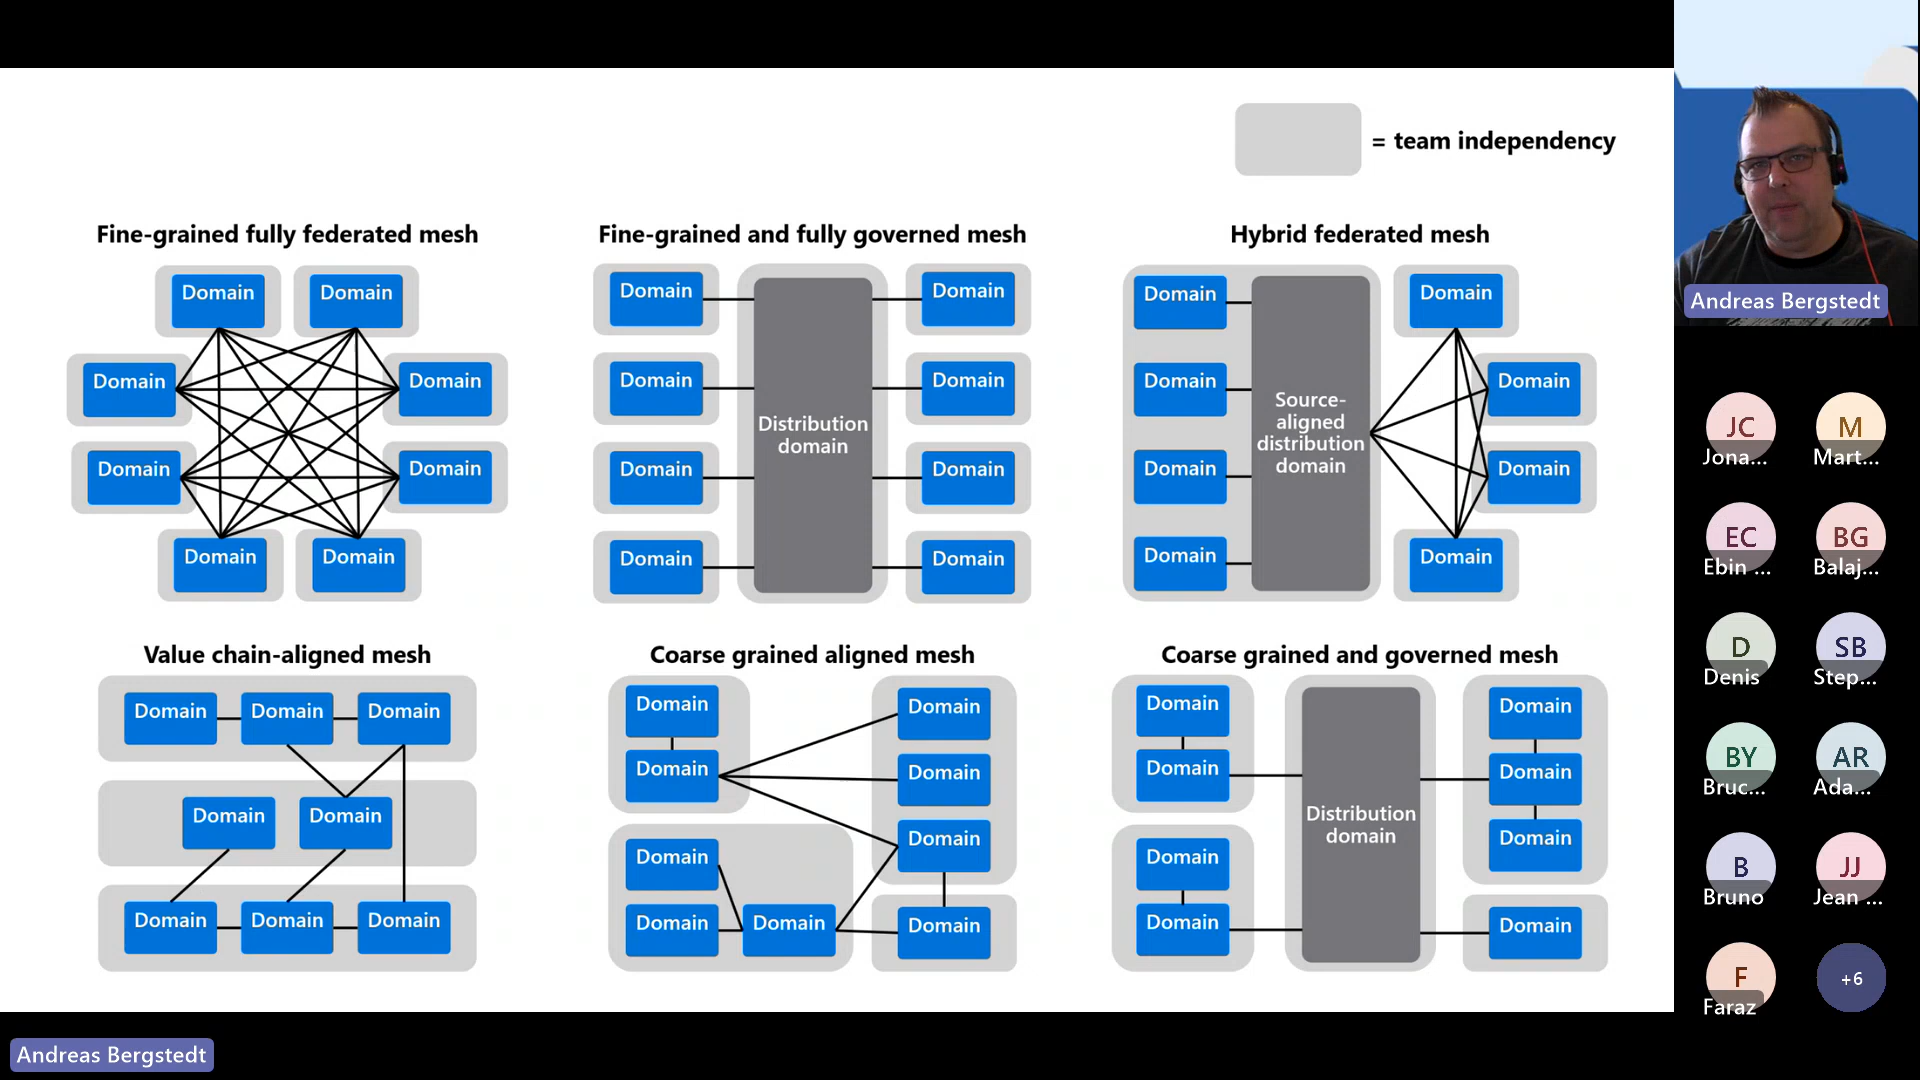 = team independency
Fine-grained fully federated mesh
Domain
Domain
Domain
Domain
Domain
Domain
Domain
Domain
Fine-grained and fully governed mesh
Domain
Domain
Domain
Domain
Distribution
domain
Domain
Domain
Domain
Domain
Hybrid federated mesh
Domain
Domain
Domain
Domain
Source-
aligned
distribution
domain
Domain
Domain
Domain
Domain
Value chain-aligned mesh
Domain
Domain
Domain
Domain
Domain
Domain
Domain
Domain
Coarse grained aligned mesh
Domain
Domain
Domain
Domain
Domain
Domain
Domain
Domain
Domain
Coarse grained and governed mesh
Domain
Domain
Domain
Domain
Distribution
domain
Domain
Domain
Domain
Domain
Andreas Bergstedt
JC
Jona...
M
Mart...
EC
Ebin ...
BG
Balaj...
D
Denis
SB
Step...
BY
Bruc...
AR
Ada...
B
Bruno
JJ
Jean ...
F
Faraz
+6
Andreas Bergstedt